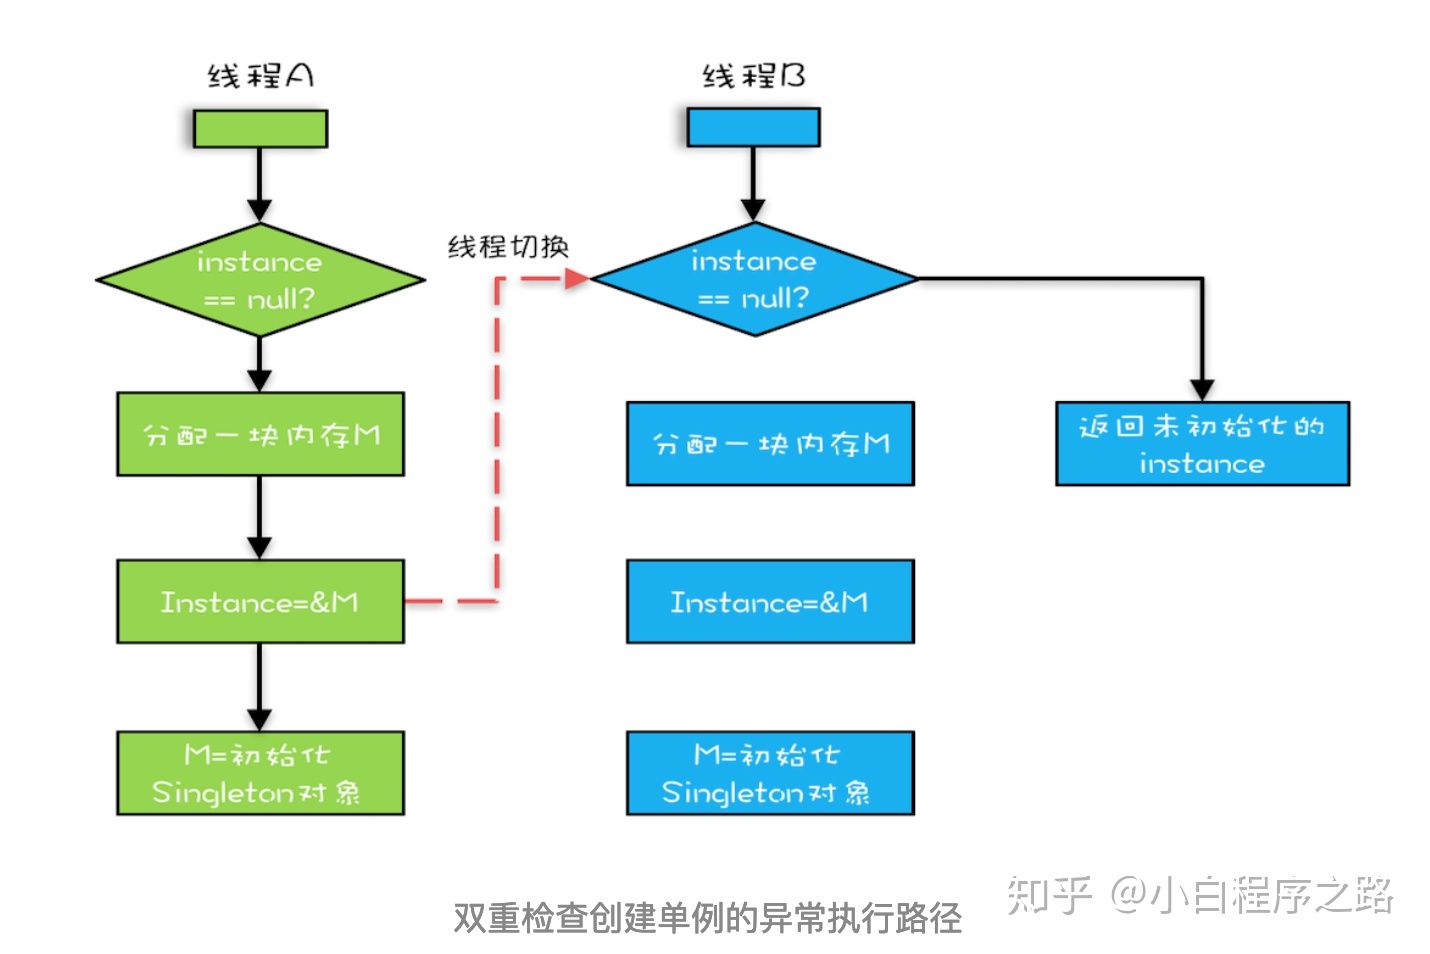 线程A
线程B
instance
== null?
线程切换
instance
== null?
分配一块内存M
分配一块内存M
返回未初始化的
instance
Instance=&M
Instance=&M
M=初始化
Singleton对象
M=初始化
Singleton对象
双重检查创建单例的异常执行路径
知乎 @小白程序之路